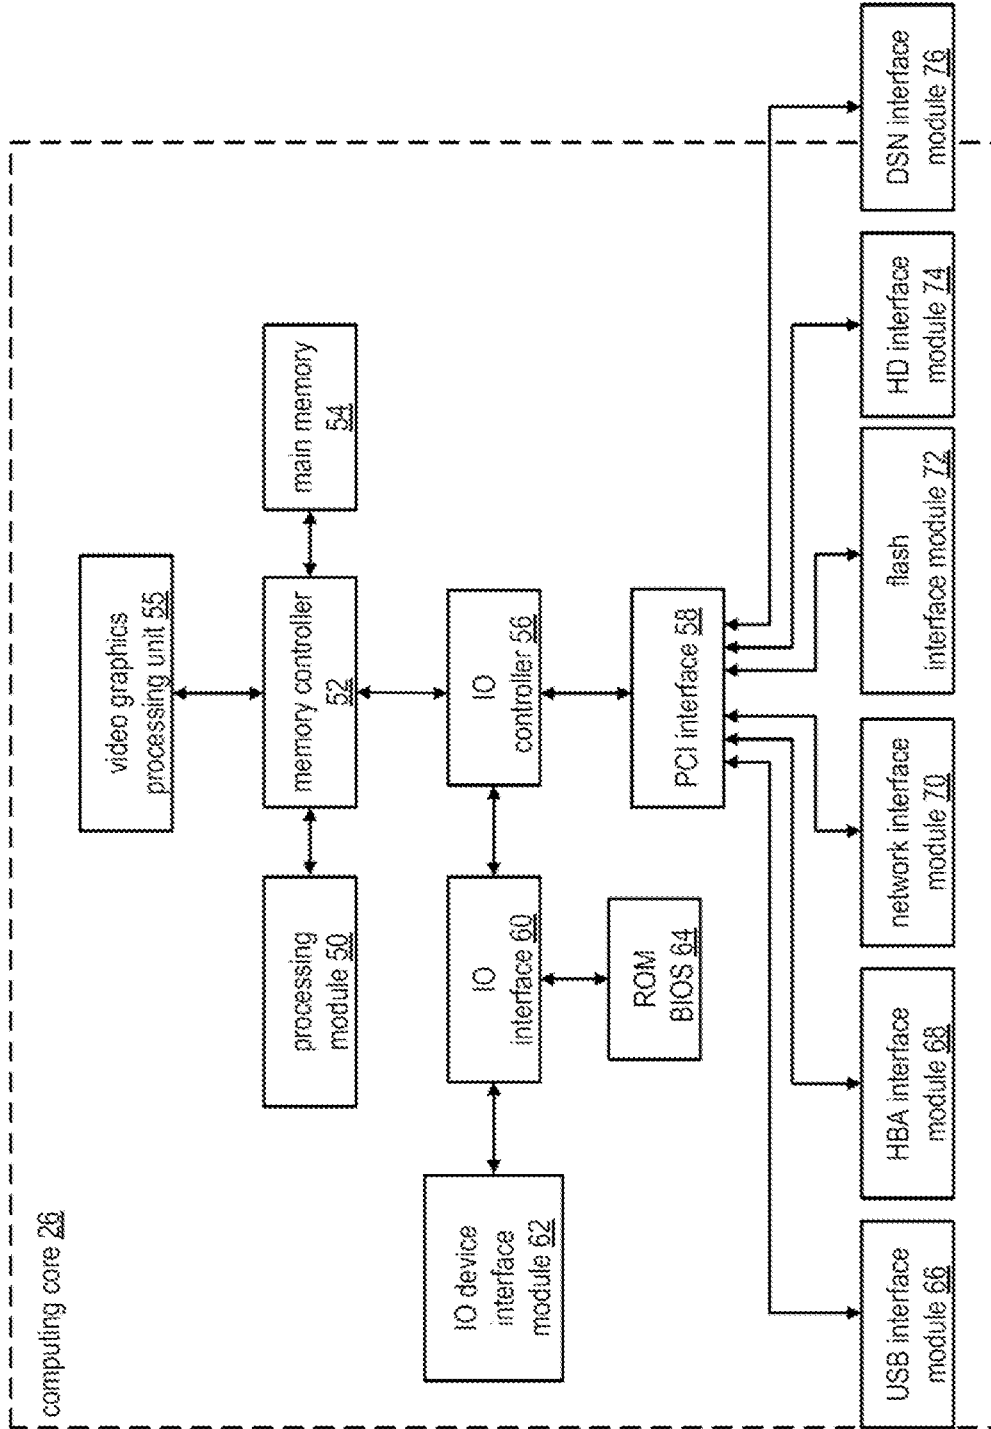 computing core 26
video graphics
processing unit 55
processing
module 50
memory controller
52
main memory
54
IO device
interface
module 62
IO
interface 60
IO
controller 56
ROM
BIOS 64
PCI interface 58
USB interface
module 66
HBA interface
module 68
network interface
module 70
flash
interface module 72
HD interface
module 74
DSN interface
module 76